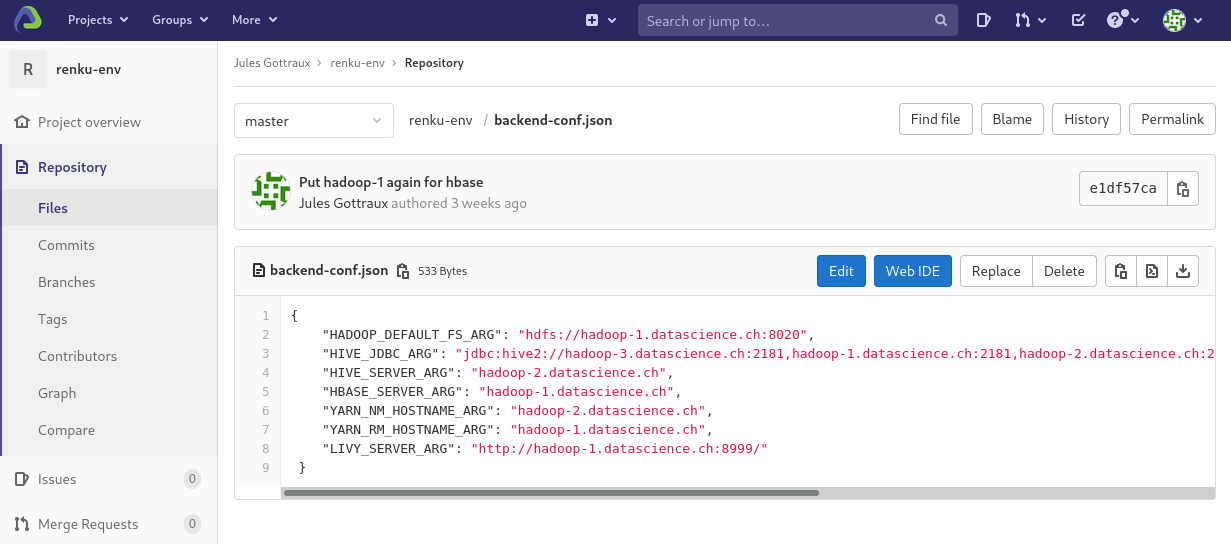 Projects Groups More Search or jump to…
R renku-env
Project overview
Repository
Files
Commits
Branches
Tags
Contributors
Graph
Compare
Issues 0
Merge Requests 0
Jules Gottraux > renku-env > Repository
master renku-env / backend-conf.json Find file Blame History Permalink
Put hadoop-1 again for hbase
Jules Gottraux authored 3 weeks ago
e1df57ca
backend-conf.json 533 Bytes Edit Web IDE Replace Delete
1 {
2 "HADOOP_DEFAULT_FS_ARG": "hdfs://hadoop-1.datascience.ch:8020",
3 "HIVE_JDBC_ARG": "jdbc:hive2://hadoop-3.datascience.ch:2181,hadoop-1.datascience.ch:2181,hadoop-2.datascience.ch:2
4 "HIVE_SERVER_ARG": "hadoop-2.datascience.ch",
5 "HBASE_SERVER_ARG": "hadoop-1.datascience.ch",
6 "YARN_NM_HOSTNAME_ARG": "hadoop-2.datascience.ch",
7 "YARN_RM_HOSTNAME_ARG": "hadoop-1.datascience.ch",
8 "LIVY_SERVER_ARG": "http://hadoop-1.datascience.ch:8999/"
9 }